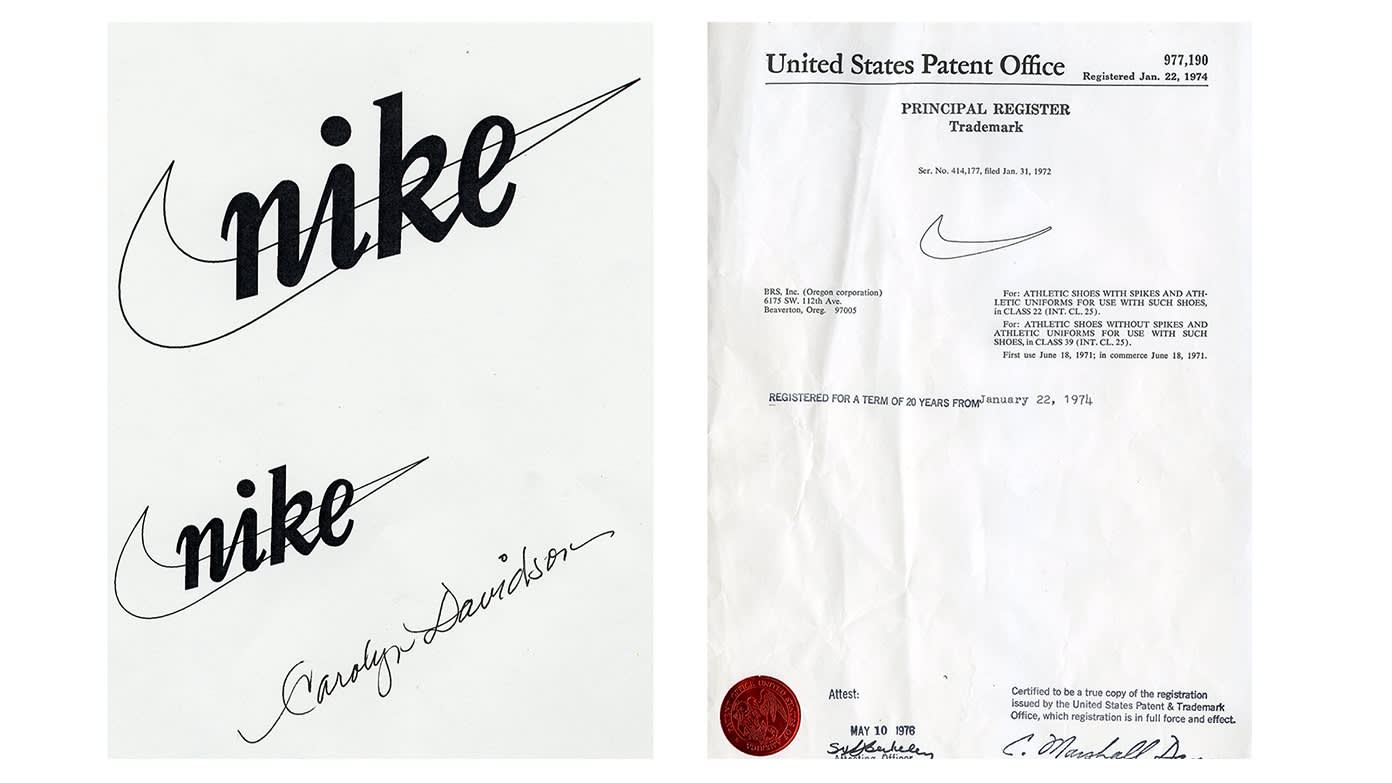 nike
nike
Carolyn Davidson
United States Patent Office
977,190
Registered Jan. 22, 1974
PRINCIPAL REGISTER
Trademark
Ser. No. 414,177, filed Jan. 31, 1972
BRS, Inc. (Oregon corporation)
6175 SW. 112th Ave.
Beaverton, Oreg. 97005
For: ATHLETIC SHOES WITH SPIKES AND ATH-
LETIC UNIFORMS FOR USE WITH SUCH SHOES,
in CLASS 22 (INT. CL. 25).
For: ATHLETIC SHOES WITHOUT SPIKES AND
ATHLETIC UNIFORMS FOR USE WITH SUCH
SHOES, in CLASS 39 (INT. CL. 25).
First use June 18, 1971; in commerce June 18, 1971.
REGISTERED FOR A TERM OF 20 YEARS FROM January 22, 1974
Attest:
MAY 10 1976
Attesting Officer
Certified to be a true copy of the registration
issued by the United States Patent & Trademark
Office, which registration is in full force and effect.
C. Marshall